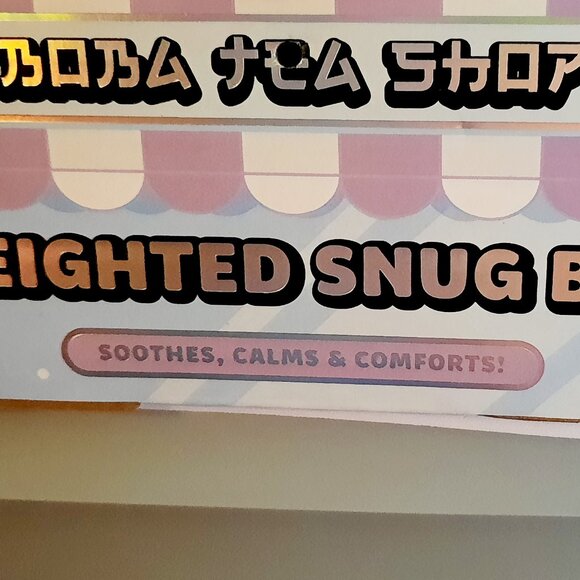 BOBA TEA SHOP
EIGHTED SNUG B
SOOTHES, CALMS & COMFORTS!